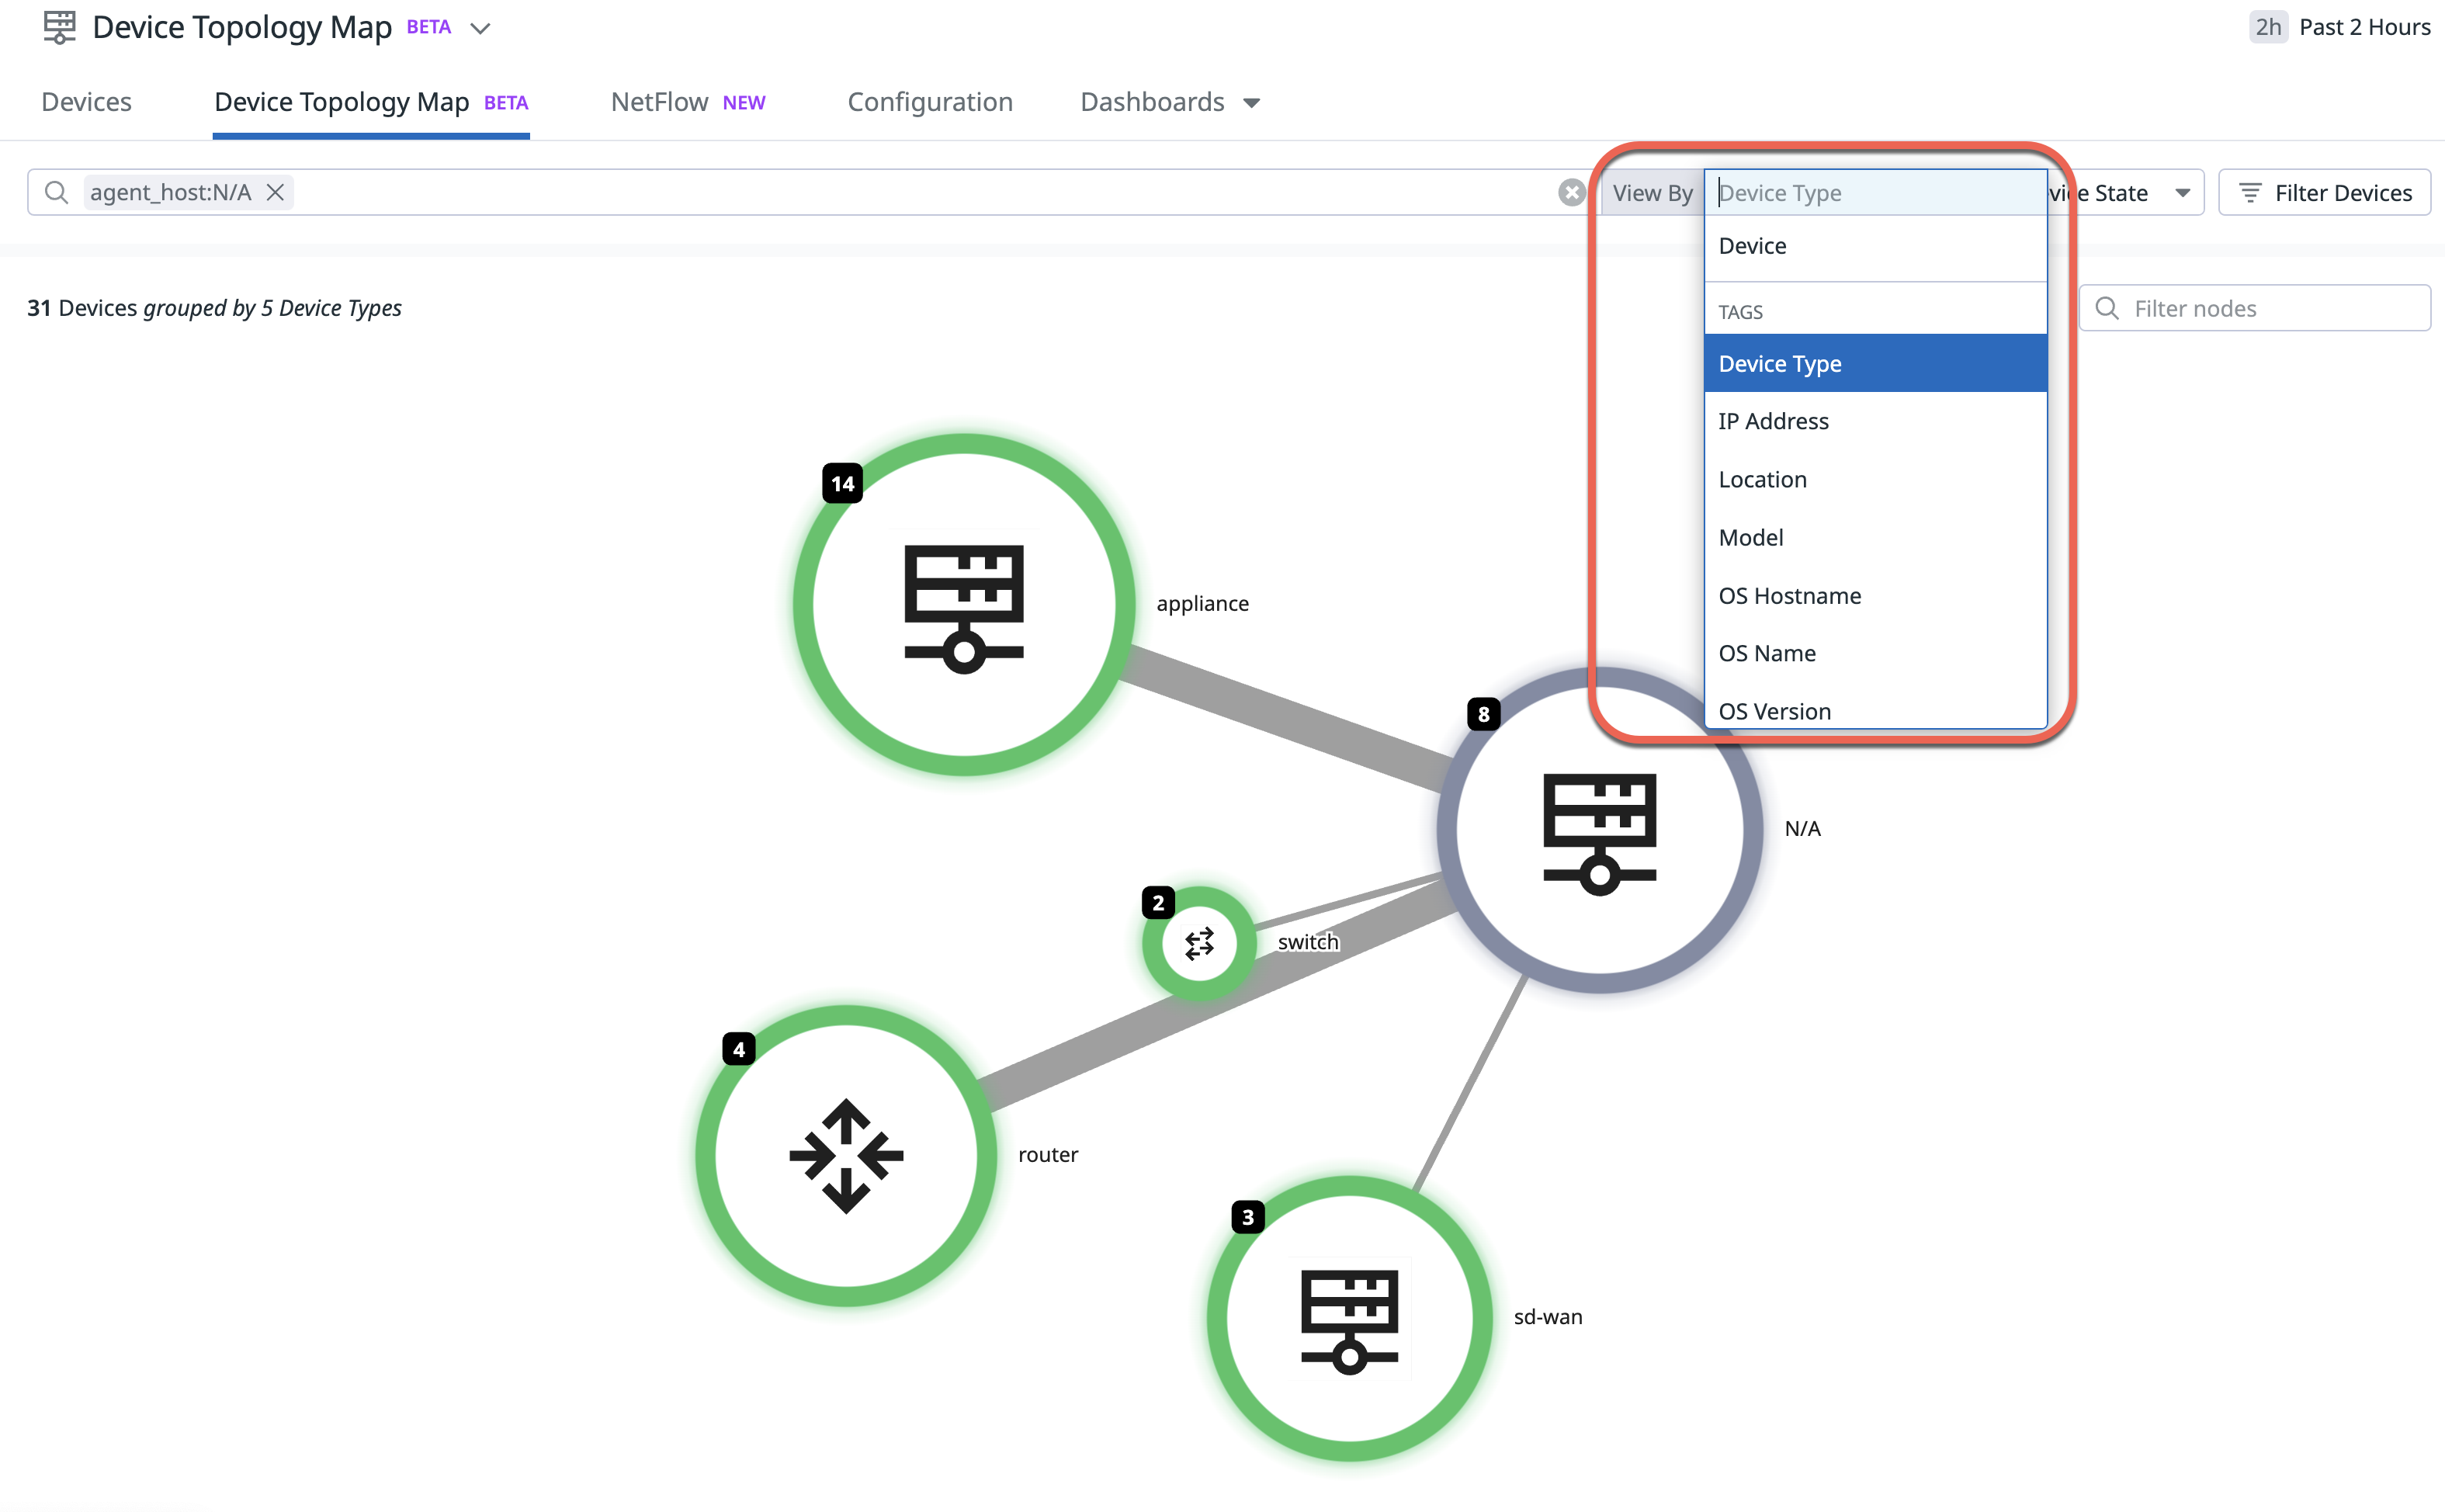 Device Topology Map BETA
2h Past 2 Hours
Devices
Device Topology Map BETA
NetFlow NEW
Configuration
Dashboards
agent_host:N/A
View By
Device Type
vice State
Filter Devices
Device
TAGS
Device Type
IP Address
Location
Model
OS Hostname
OS Name
OS Version
31 Devices grouped by 5 Device Types
Filter nodes
14
appliance
8
N/A
2
switch
4
router
3
sd-wan